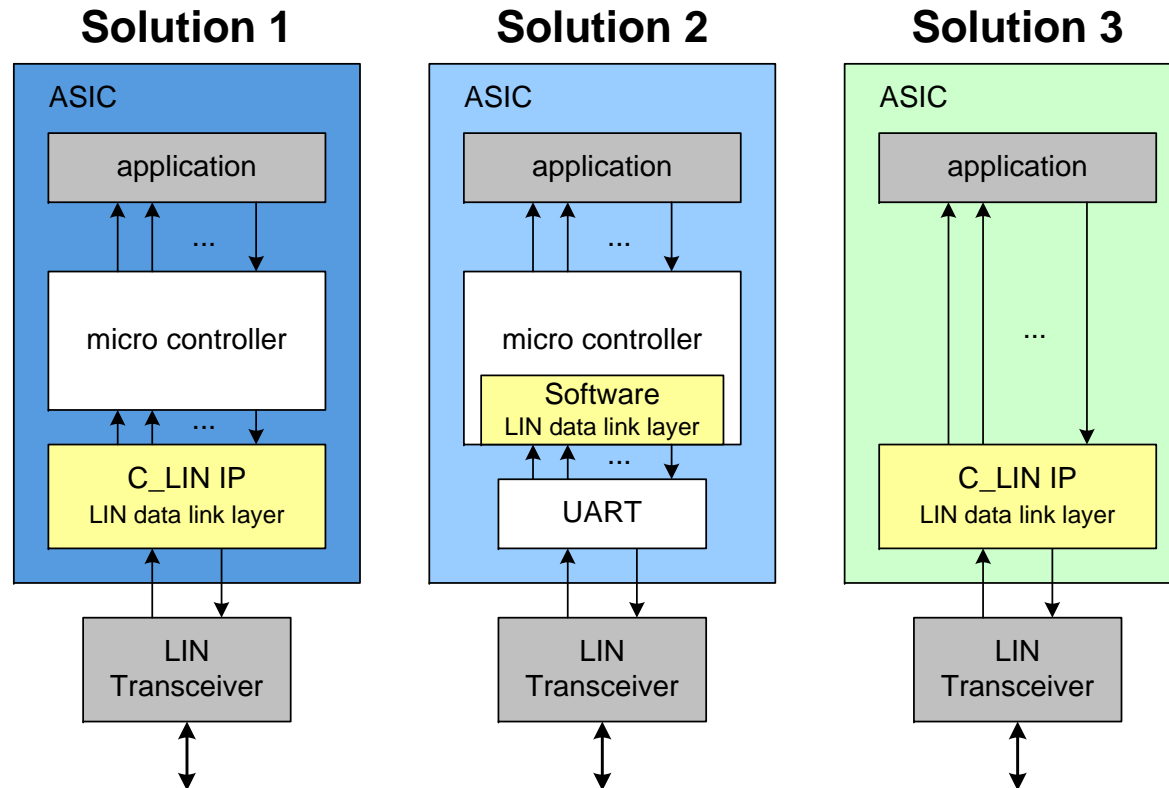 Solution 1
ASIC
application
...
micro controller
...
C_LIN IP
LIN data link layer
LIN
Transceiver
Solution 2
ASIC
application
...
micro controller
Software
LIN data link layer
...
UART
LIN
Transceiver
Solution 3
ASIC
application
...
C_LIN IP
LIN data link layer
LIN
Transceiver